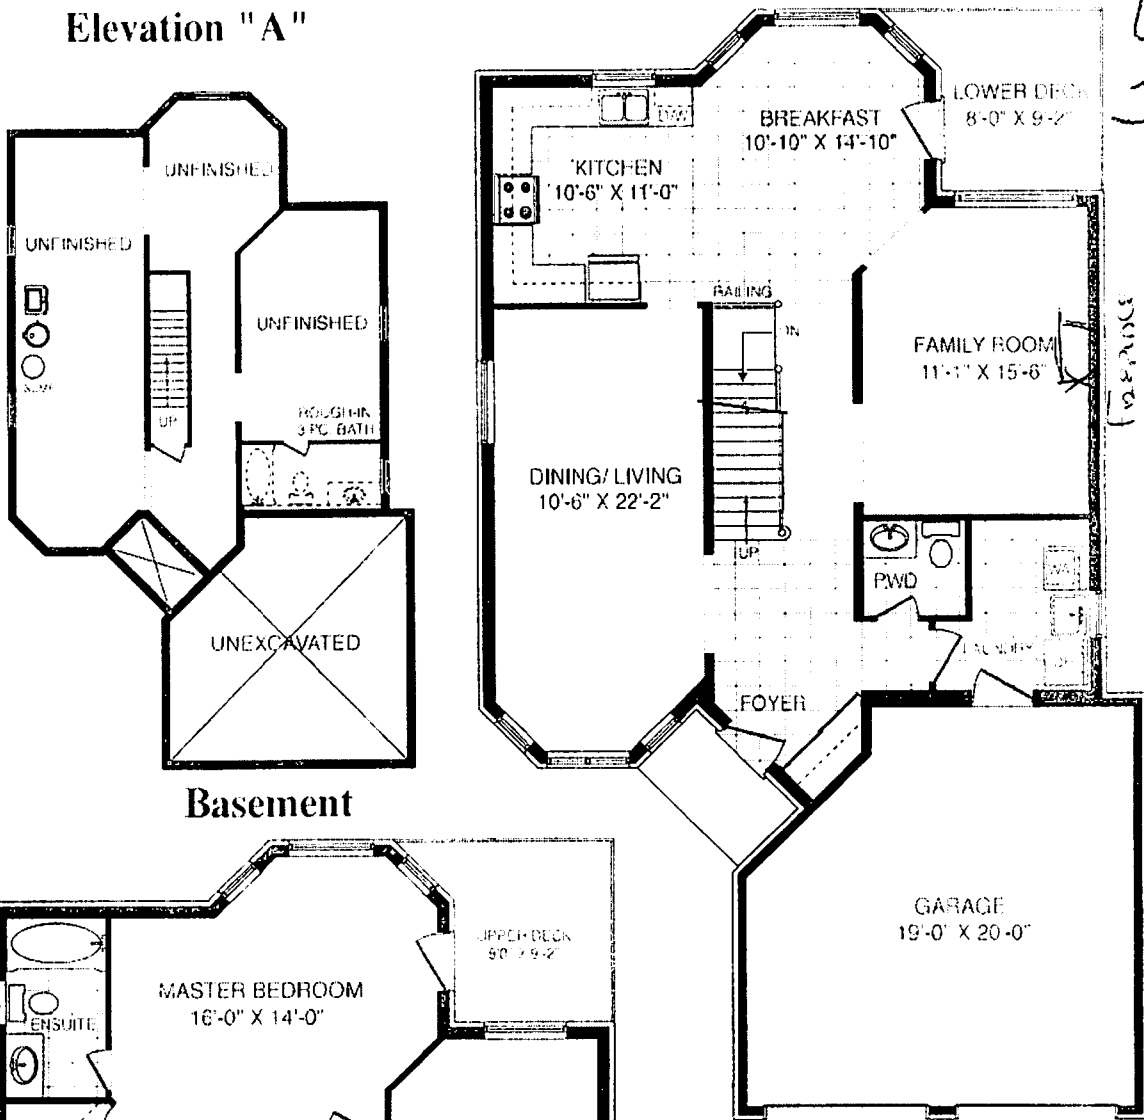 Elevation "A"
UNFINISHED
UNFINISHED
UNFINISHED
UP
ROUGH-IN
3 PC. BATH
UNEXCAVATED
Basement
BREAKFAST
10'-10" X 14'-10"
LOWER DECK
8'-0" X 9'-2"
KITCHEN
10'-6" X 11'-0"
D/W
RAILING
DN
FAMILY ROOM
11'-1" X 15'-6"
DINING/ LIVING
10'-6" X 22'-2"
UP
PWD
LAUNDRY
FOYER
GARAGE
19'-0" X 20'-0"
UPPER DECK
MASTER BEDROOM
16'-0" X 14'-0"
ENSUITE